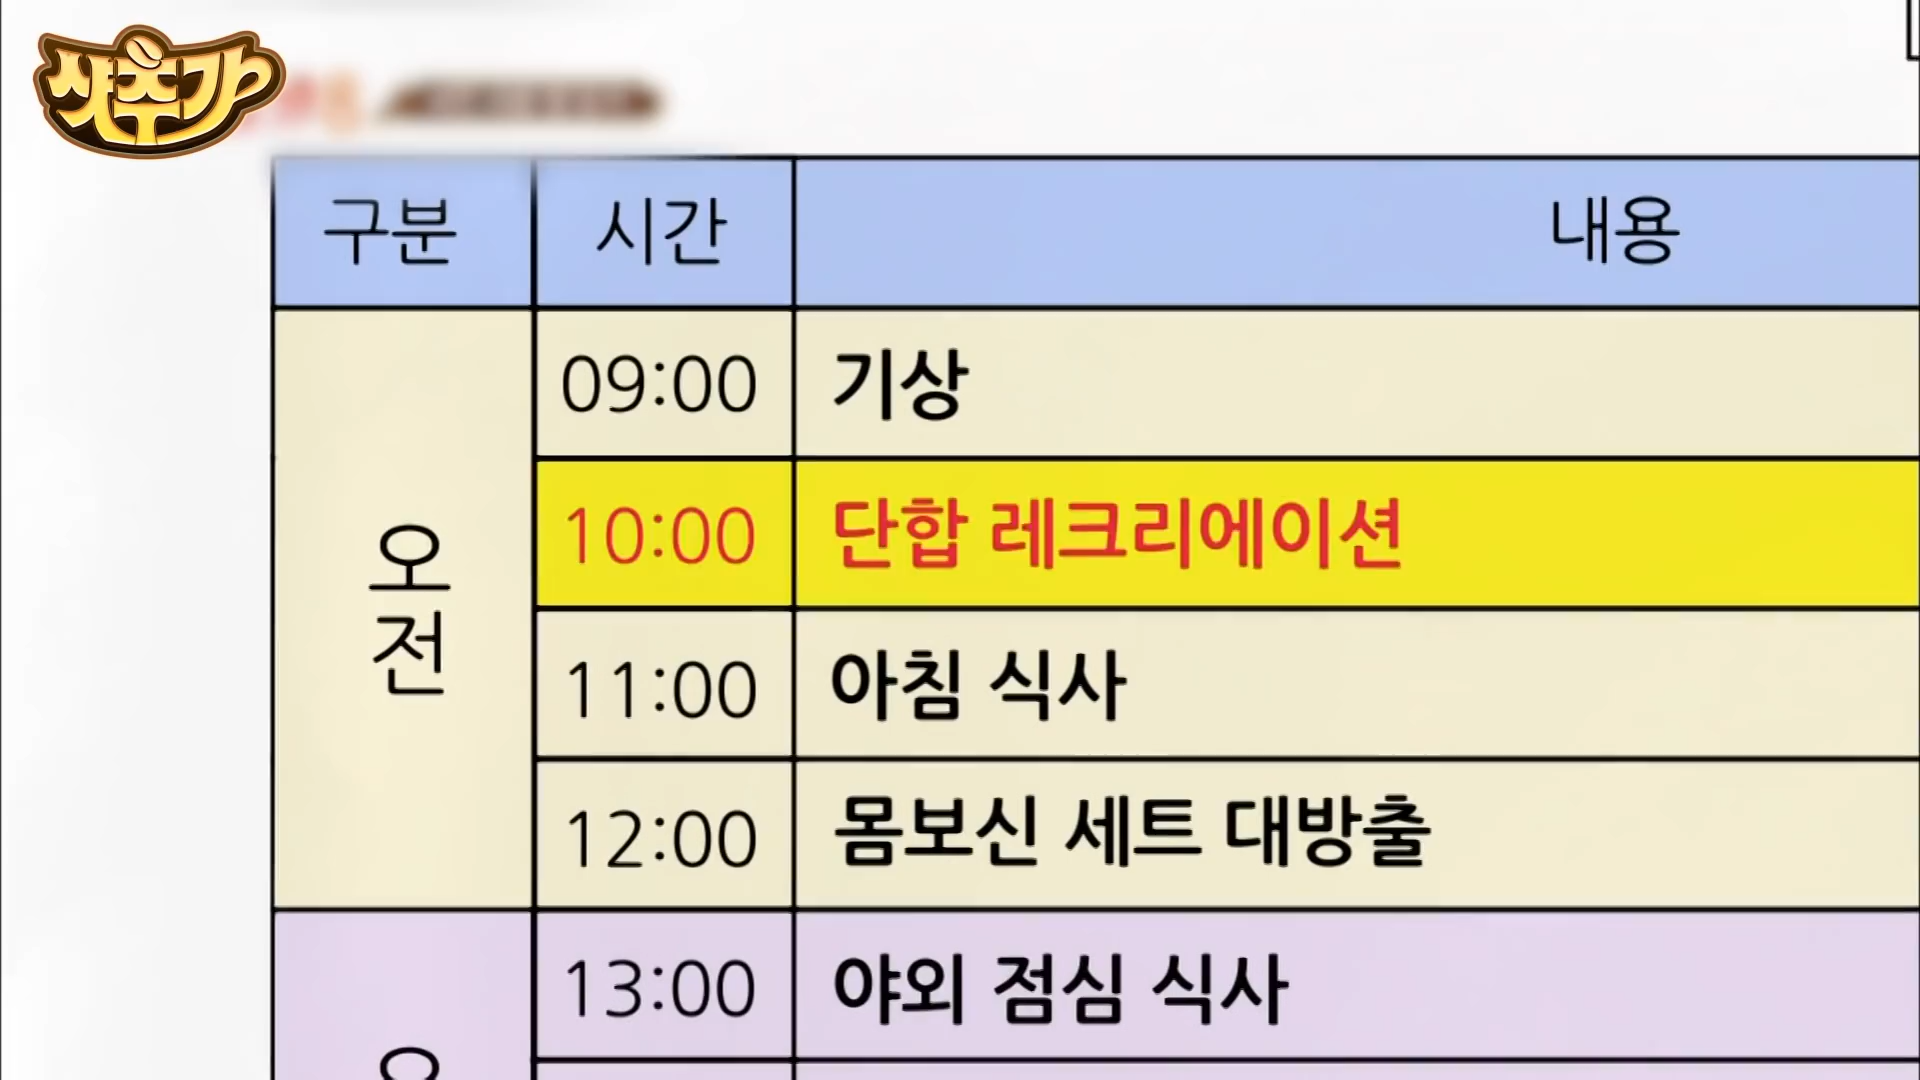 샷추가
구분 시간 내용
오전
09:00 기상
10:00 단합 레크리에이션
11:00 아침 식사
12:00 몸보신 세트 대방출
13:00 야외 점심 식사